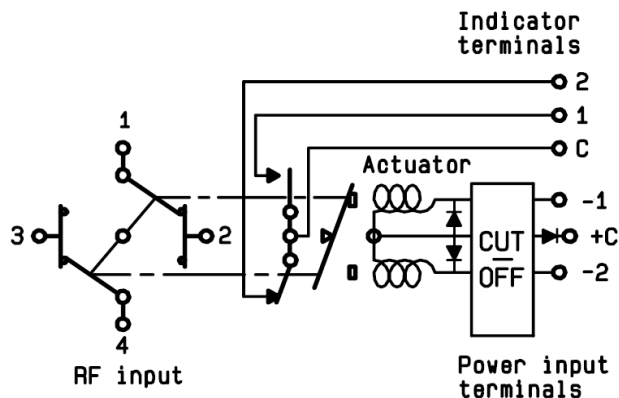 Indicator
terminals
2
1
C
1
Actuator
3
2
-1
CUT
+C
OFF
-2
4
RF input
Power input
terminals